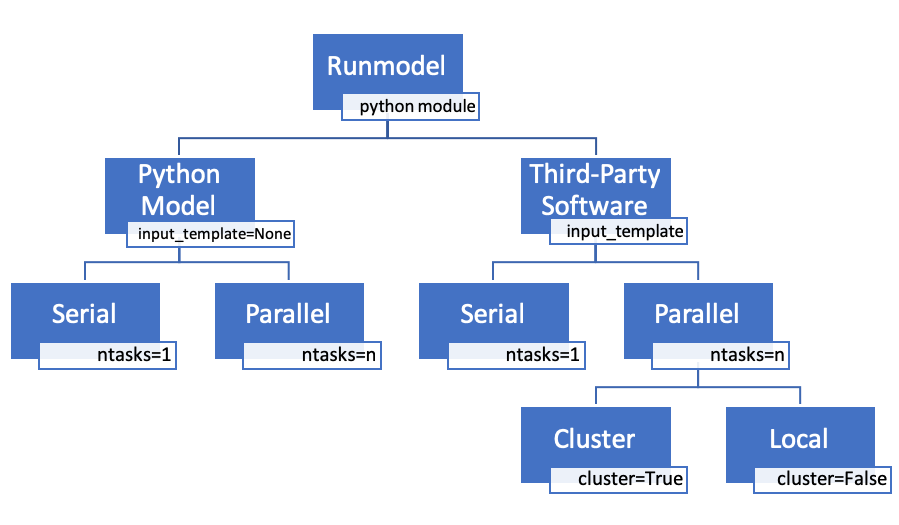 Runmodel
python module
Python
Model
input_template=None
Third-Party
Software
input_template
Serial
ntasks=1
Parallel
ntasks=n
Serial
ntasks=1
Parallel
ntasks=n
Cluster
cluster=True
Local
cluster=False